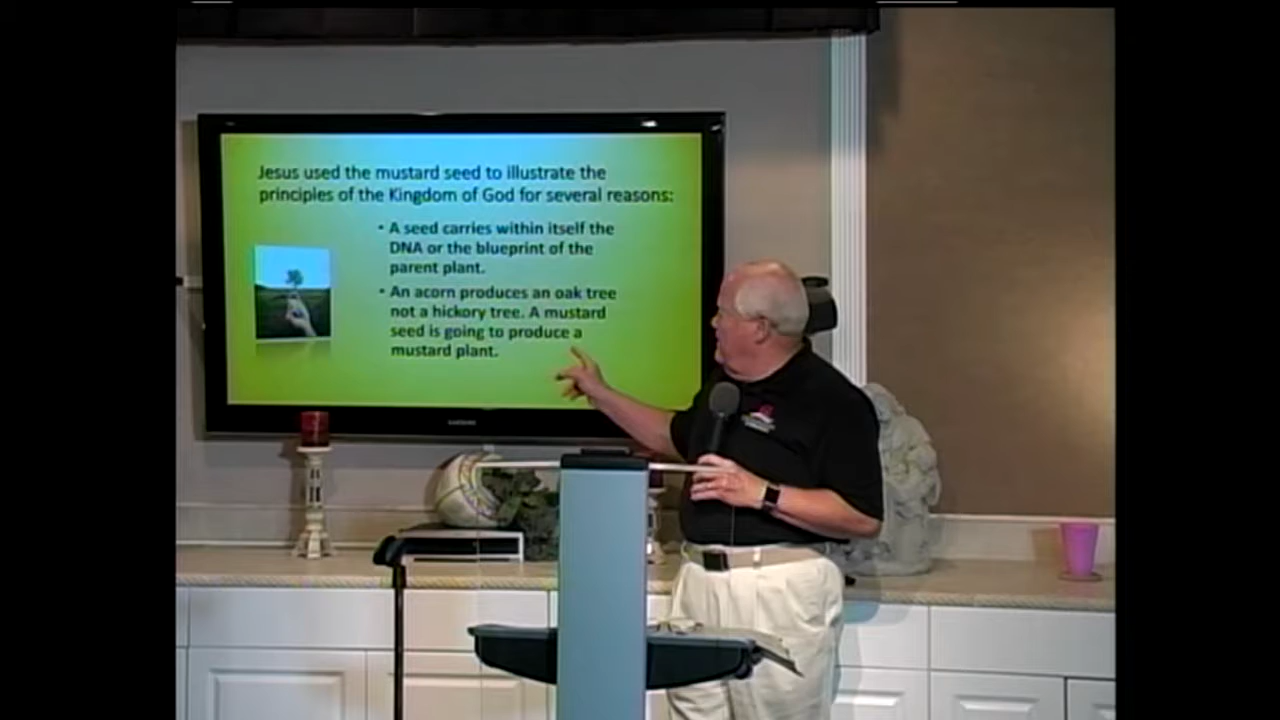 Jesus used the mustard seed to illustrate the
principles of the Kingdom of God for several reasons:
• A seed carries within itself the
DNA or the blueprint of the
parent plant.
• An acorn produces an oak tree
not a hickory tree. A mustard
seed is going to produce a
mustard plant.
SAMSUNG